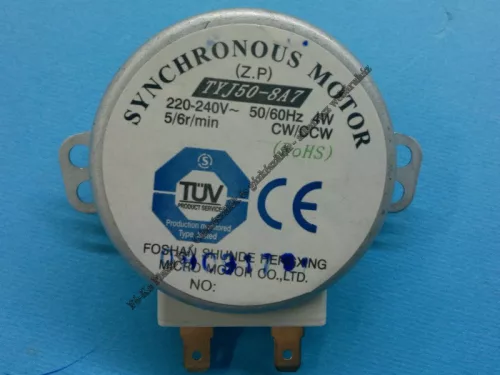 SYNCHRONOUS MOTOR
(Z.P)
TYJ50-8A7
220-240V~ 50/60Hz 4W
5/6r/min CW/CCW
(RoHS)
S
TÜV
PRODUCT SERVICE
Production monitored
Type tested
CE
FOSHAN SHUNDE HENGXING
MICRO MOTOR CO.,LTD.
NO: